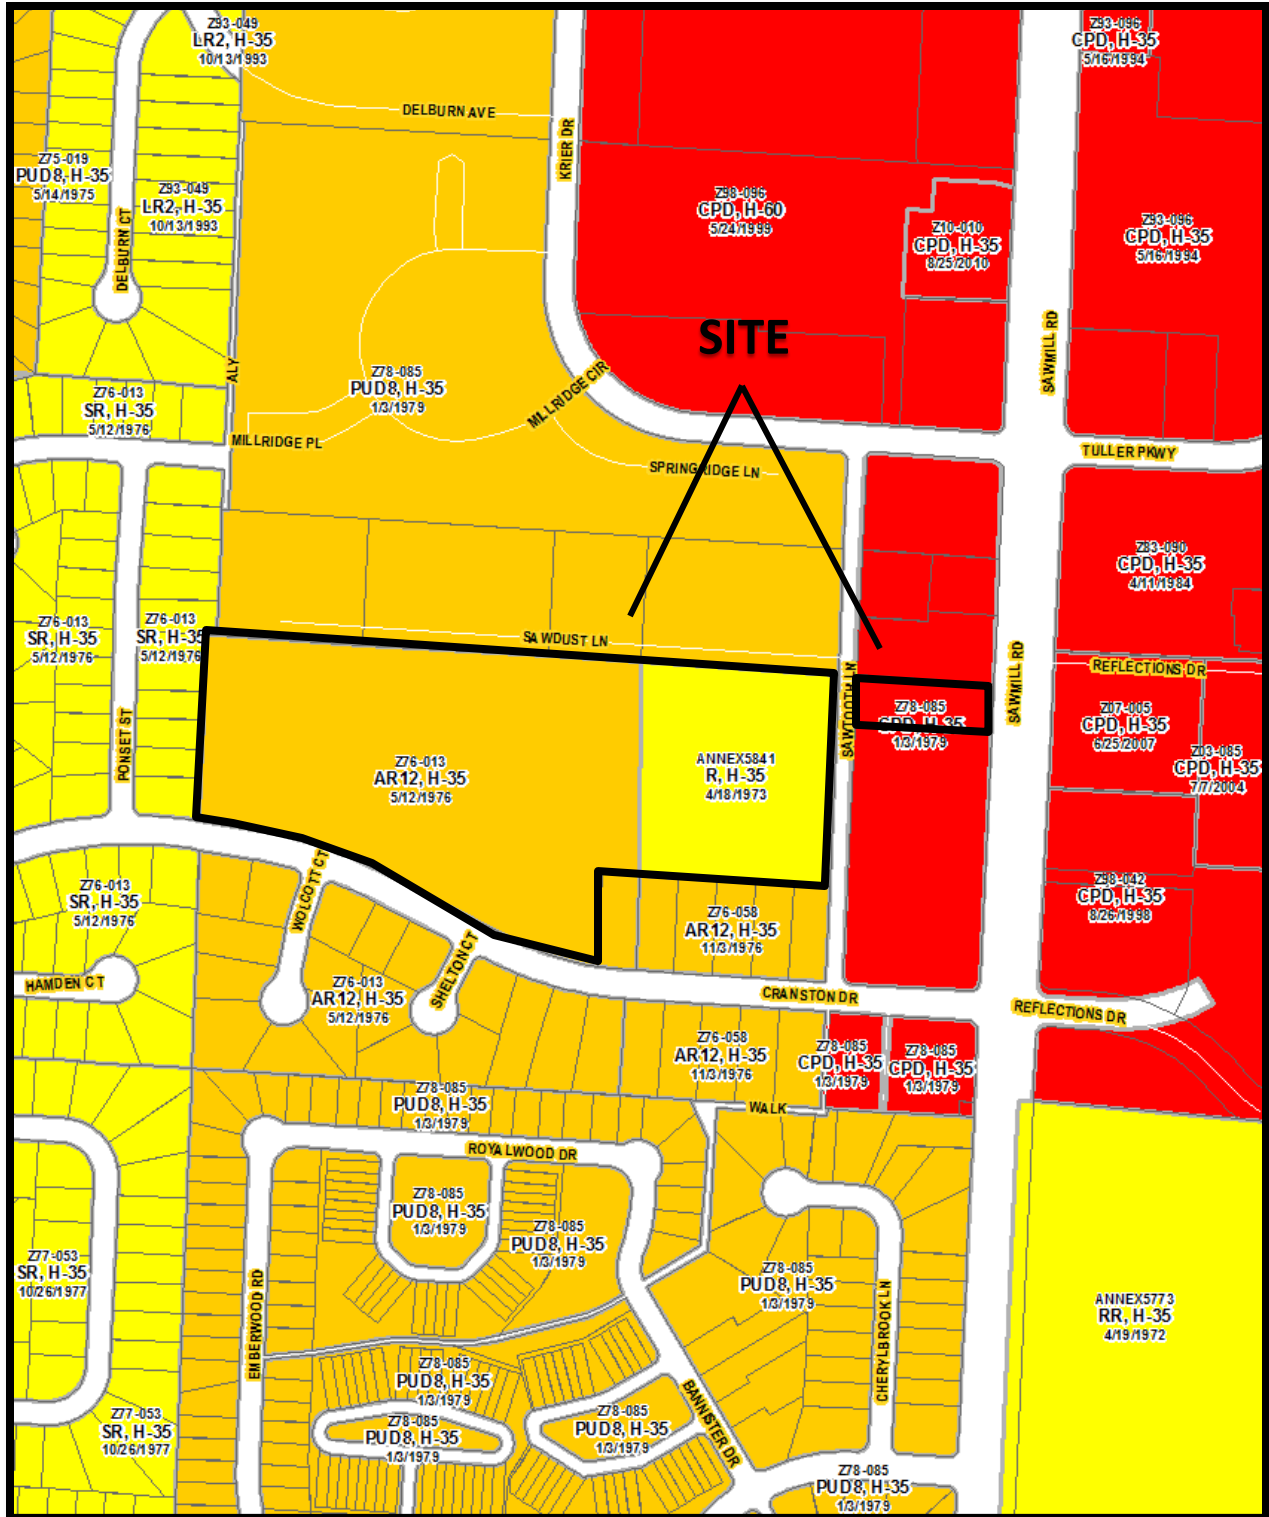 Z93-049
LR2, H-35
10/13/1993
Z93-096
CPD, H-35
5/16/1994
DELBURN AVE
KRIER DR
Z75-019
PUD8, H-35
5/14/1975
Z93-049
LR2, H-35
10/13/1993
DELBURN CT
Z98-096
CPD, H-60
5/24/1999
Z10-010
CPD, H-35
8/25/2010
Z93-096
CPD, H-35
5/16/1994
SITE
SAWMILL RD
ALY
Z78-085
PUD8, H-35
1/3/1979
MILLRIDGE CIR
Z76-013
SR, H-35
5/12/1976
MILLRIDGE PL
SPRINGRIDGE LN
TULLER PKWY
Z83-090
CPD, H-35
4/11/1984
Z76-013
SR, H-35
5/12/1976
Z76-013
SR, H-35
5/12/1976
SAWDUST LN
SAWTOOTH LN
SAWMILL RD
REFLECTIONS DR
PONSET ST
Z76-013
AR12, H-35
5/12/1976
ANNEX5841
R, H-35
4/18/1973
Z78-085
CPD, H-35
1/3/1979
Z07-005
CPD, H-35
6/25/2007
Z03-085
CPD, H-35
7/7/2004
Z76-013
SR, H-35
5/12/1976
WOLCOTT CT
Z76-058
AR12, H-35
11/3/1976
Z98-042
CPD, H-35
8/26/1998
HAMDEN CT
Z76-013
AR12, H-35
5/12/1976
SHELTON CT
CRANSTON DR
REFLECTIONS DR
Z76-058
AR12, H-35
11/3/1976
Z78-085
CPD, H-35
1/3/1979
Z78-085
CPD, H-35
1/3/1979
Z78-085
PUD8, H-35
1/3/1979
WALK
ROYALWOOD DR
Z78-085
PUD8, H-35
1/3/1979
Z78-085
PUD8, H-35
1/3/1979
Z77-053
SR, H-35
10/26/1977
EMBERWOOD RD
Z78-085
PUD8, H-35
1/3/1979
CHERYLBROOK LN
ANNEX5773
RR, H-35
4/19/1972
Z78-085
PUD8, H-35
1/3/1979
BANNISTER DR
Z77-053
SR, H-35
10/26/1977
Z78-085
PUD8, H-35
1/3/1979
Z78-085
PUD8, H-35
1/3/1979
Z78-085
PUD8, H-35
1/3/1979